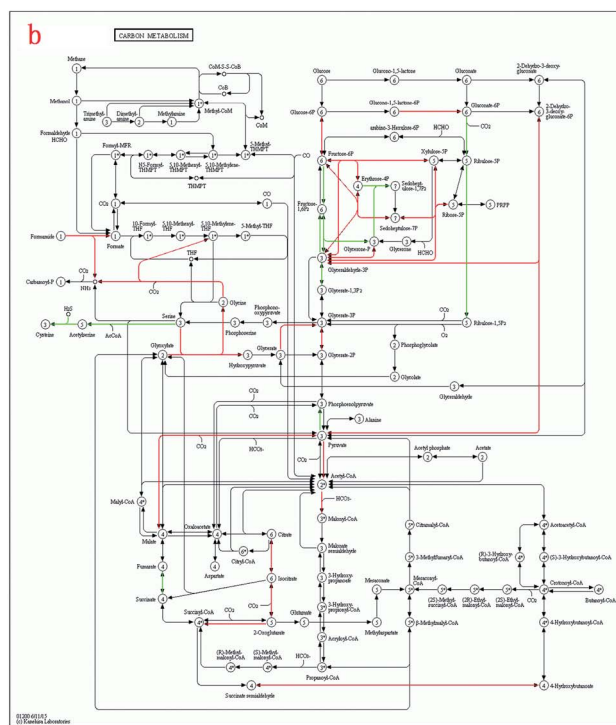 b
CARBON METABOLISM
Methane
CoM-S-S-CoB
CoB
CoM
Methanol
Methyl-CoM
Trimethyl-
amine
Dimethyl-
amine
Methylamine
Formaldehyde
HCHO
Formyl-MFR
5-Methyl-THMPT
H5-Formyl-
THMPT
5,10-Methenyl-
THMPT
5,10-Methylene-
THMPT
THMPT
CO
CO2
CO
10-Formyl-
THF
5,10-Methenyl-
THF
5,10-Methylene-
THF
5-Methyl-THF
Formamide
Formate
THF
Carbamoyl-P
CO2
NH3
CO2
Glycine
H2S
Serine
Phosphoserine
Phosphono-
oxypyruvate
Cysteine
Acetylserine
AcCoA
Glyoxylate
Hydroxypyruvate
Glycerate
Glucose
Glucono-1,5-lactone
Gluconate
2-Dehydro-3-deoxy-
gluconate
Glucose-6P
Glucono-1,5-lactone-6P
Gluconate-6P
2-Dehydro-
3-deoxy-
gluconate-6P
CO2
HCHO
arabino-3-Hexulose-6P
Fructose-6P
Xylulose-5P
Ribulose-5P
Erythrose-4P
Sedoheptulose-7P
Ribose-5P
PRPP
Fructose-
1,6P2
Glycerone-P
Glycerone
HCHO
Glyceraldehyde-3P
Glycerate-1,3P2
Glycerate-3P
CO2
O2
Ribulose-1,5P2
Glycerate-2P
Phosphoglycolate
Glycolate
Glyceraldehyde
Phosphoenolpyruvate
CO2
CO2
Alanine
Pyruvate
CO2
HCO3-
CO2
Acetyl phosphate
Acetate
Acetyl-CoA
HCO3-
Malyl-CoA
Malonyl-CoA
Citramalyl-CoA
Acetoacetyl-CoA
Oxaloacetate
Citrate
Malate
Citryl-CoA
Malonate
semialdehyde
3-Methylfumaryl-CoA
(R)-3-Hydroxy-
butanoyl-CoA
(S)-3-Hydroxybutanoyl-CoA
Aspartate
Fumarate
Isocitrate
3-Hydroxy-
propanoate
Mesaconate
Mesaconyl-CoA
Crotonyl-CoA
CO2
Butanoyl-CoA
(2S)-Methyl-
succinyl-CoA
(2R)-Ethyl-
malonyl-CoA
(2S)-Ethyl-
malonyl-CoA
Succinate
CO2
3-Hydroxy-
propionyl-CoA
Succinyl-CoA
CO2
2-Oxoglutarate
Glutamate
Methylaspartate
β-Methylmalyl-CoA
4-Hydroxybutanoyl-CoA
Acryloyl-CoA
(R)-Methyl-
malonyl-CoA
(S)-Methyl-
malonyl-CoA
HCO3-
Propanoyl-CoA
Succinate semialdehyde
4-Hydroxybutanoate
01200 6/11/15
(c) Kanehisa Laboratories